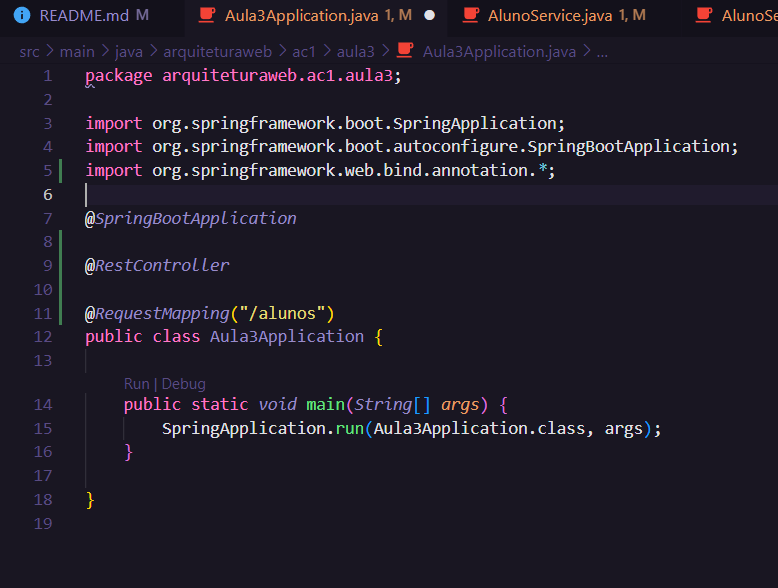 README.md M Aula3Application.java 1, M AlunoService.java 1, M AlunoSe
src > main > java > arquiteturaweb > ac1 > aula3 > Aula3Application.java > ...
1 package arquiteturaweb.ac1.aula3;
2
3 import org.springframework.boot.SpringApplication;
4 import org.springframework.boot.autoconfigure.SpringBootApplication;
5 import org.springframework.web.bind.annotation.*;
6
7 @SpringBootApplication
8
9 @RestController
10
11 @RequestMapping("/alunos")
12 public class Aula3Application {
13
Run | Debug
14 public static void main(String[] args) {
15 SpringApplication.run(Aula3Application.class, args);
16 }
17
18 }
19